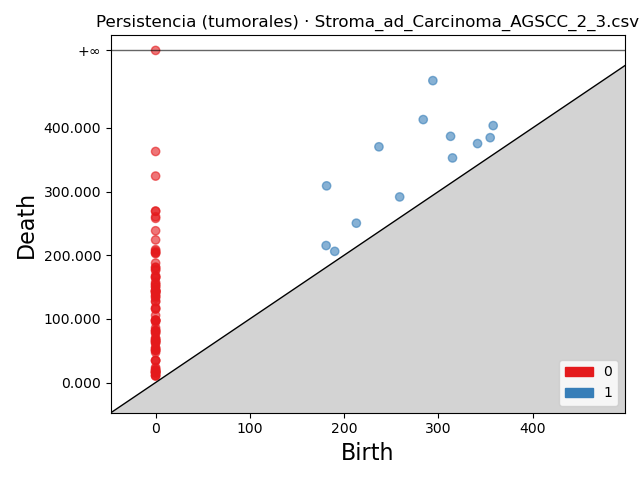 Persistencia (tumorales) · Stroma_ad_Carcinoma_AGSCC_2_3.csv
+∞
400.000
300.000
200.000
100.000
0.000
Death
0
1
0 100 200 300 400
Birth